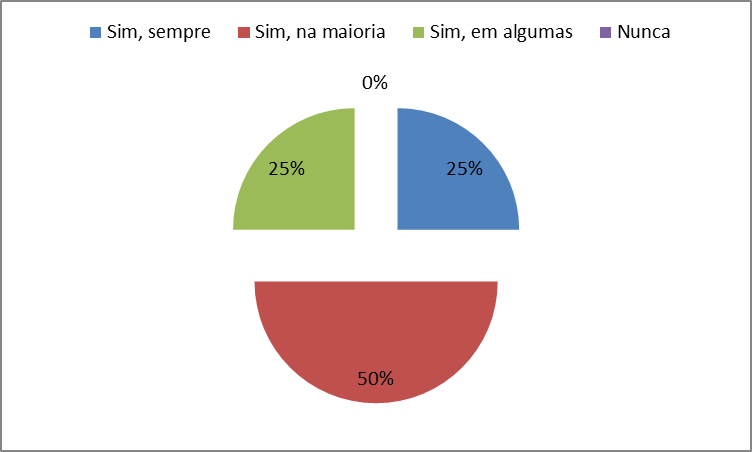 Sim, sempre Sim, na maioria Sim, em algumas Nunca
0%
25% 25%
50%